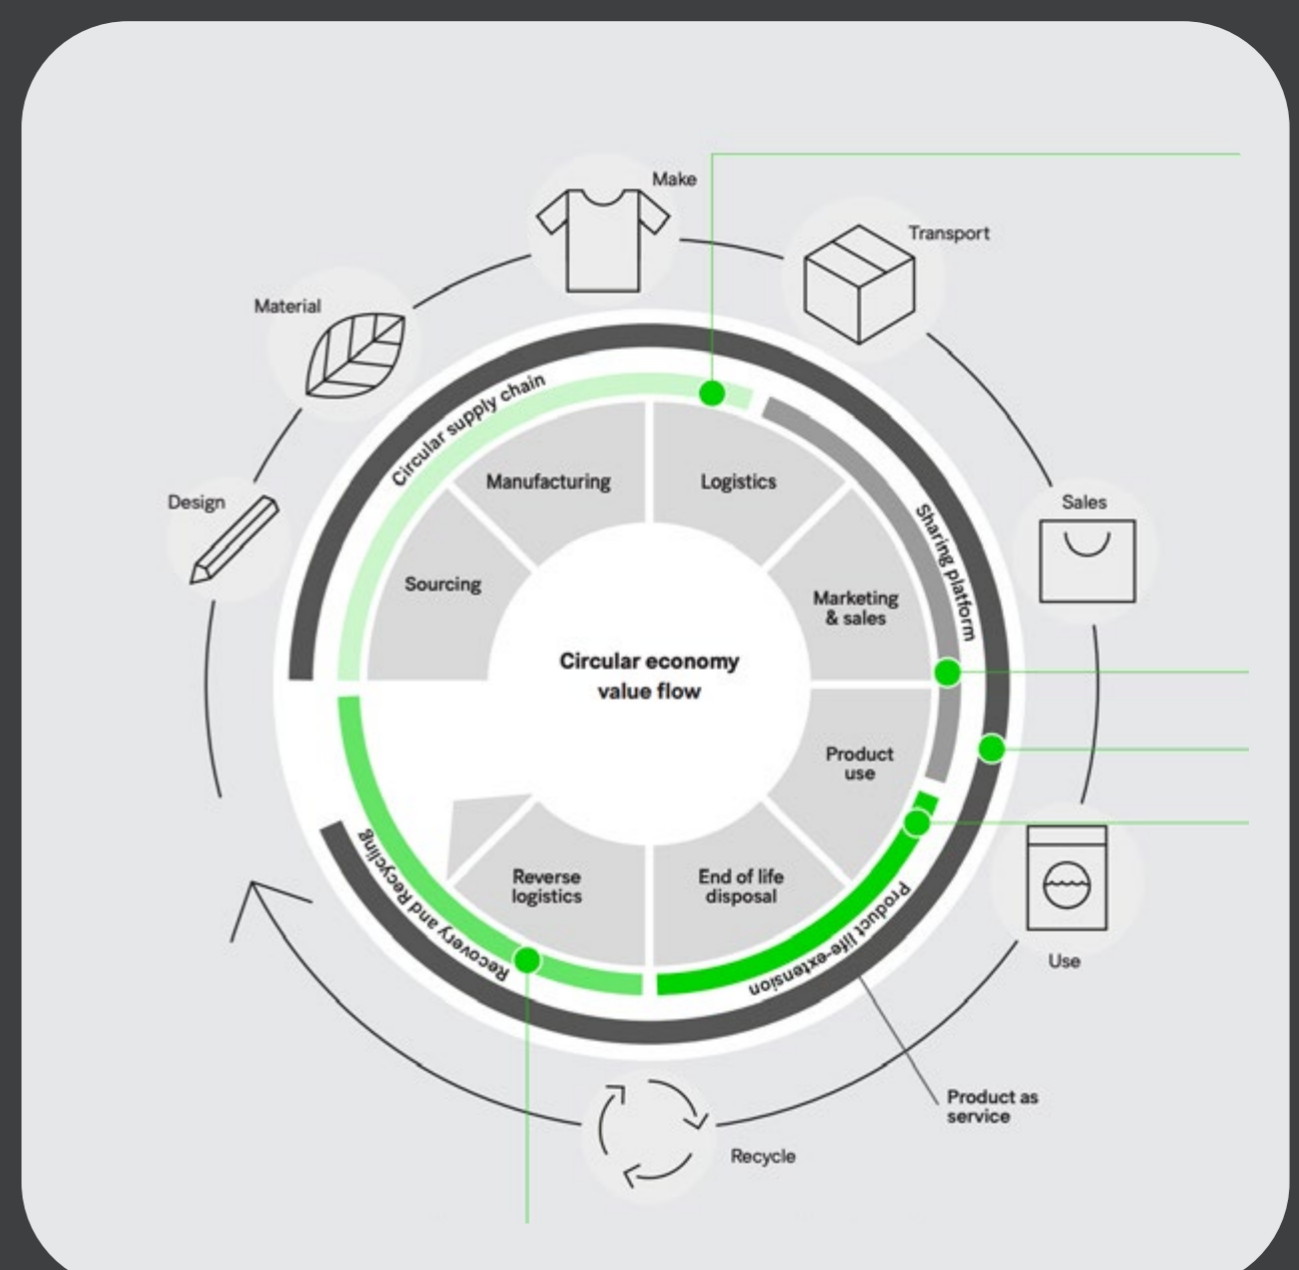 Make
Transport
Material
Circular supply chain
Design
Manufacturing
Logistics
Sales
Sharing platform
Sourcing
Marketing
& sales
Circular economy
value flow
Product
use
Recovery and Recycling
Reverse
logistics
End of life
disposal
Product life-extension
Use
Product as
service
Recycle